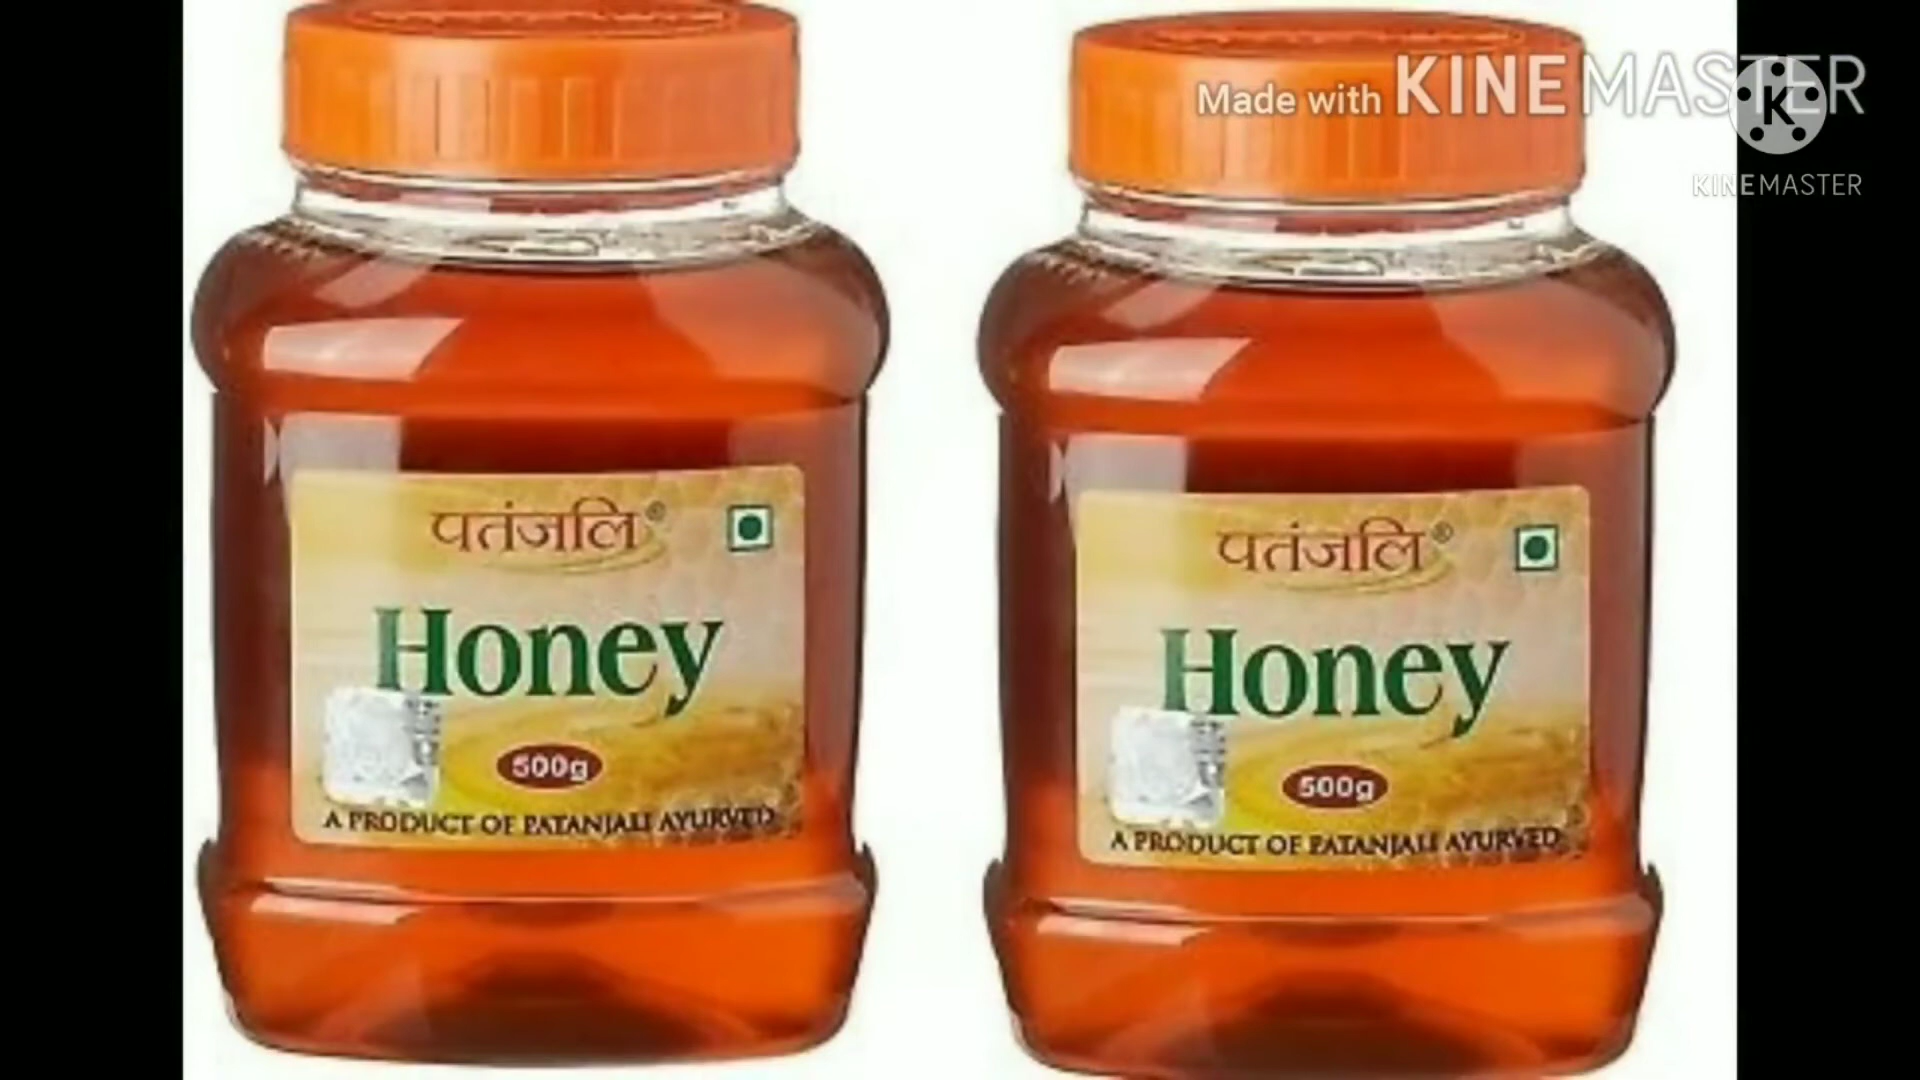 Made with KINEMASTER
KINEMASTER
पतंजलि®
Honey
500g
A PRODUCT OF PATANJALI AYURVED
पतंजलि®
Honey
500g
A PRODUCT OF PATANJALI AYURVED